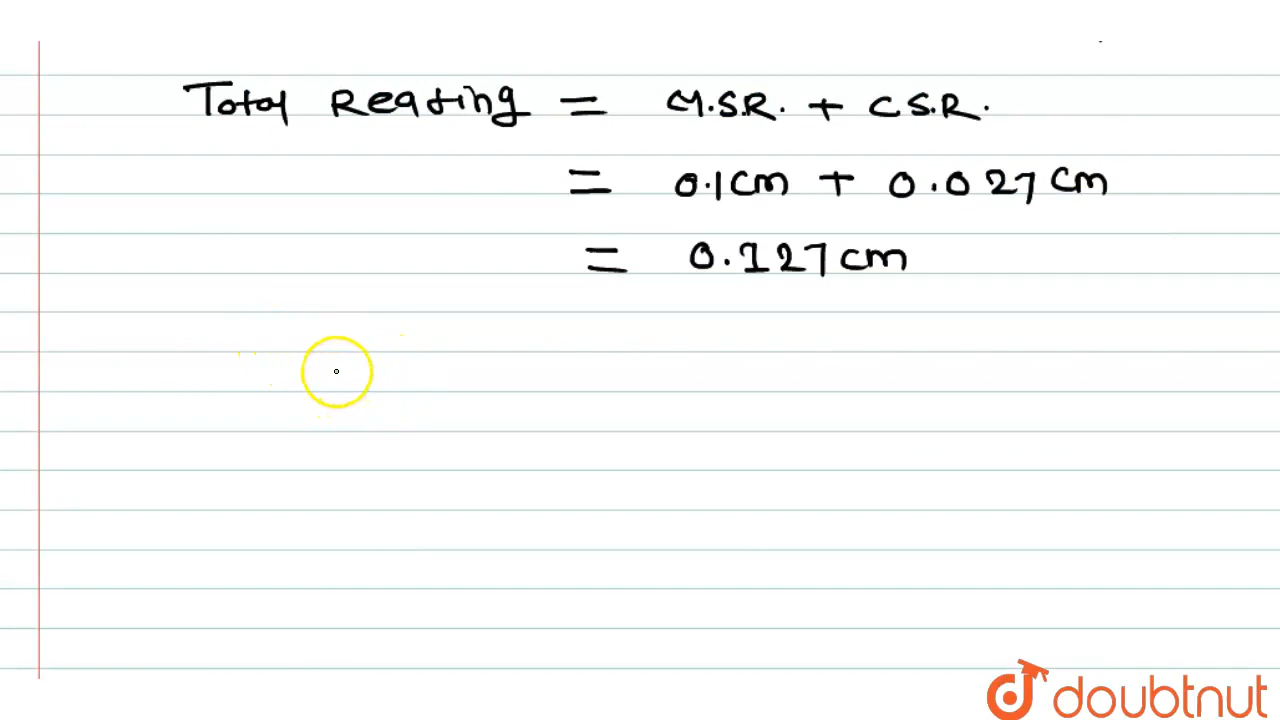 Total Reading = M.S.R. + C.S.R.
= 0.1cm + 0.027 cm
= 0.127 cm
doubtnut